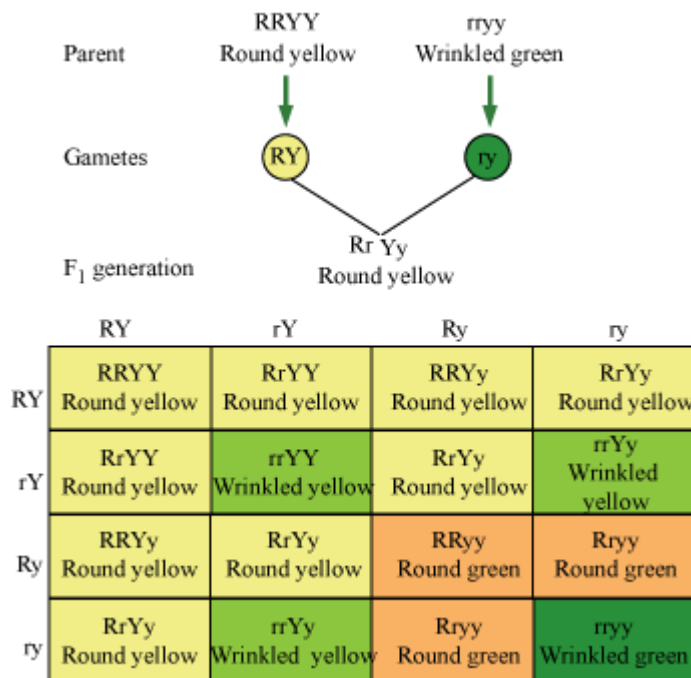 RRYY rryy
Parent Round yellow Wrinkled green
Gametes RY ry
Rr Yy
F₁ generation Round yellow
RY rY Ry ry
RRYY RrYY RRYy RrYy
RY Round yellow Round yellow Round yellow Round yellow
RrYY rrYY RrYy rrYy
rY Round yellow Wrinkled yellow Round yellow Wrinkled
yellow
RRYy RrYy RRyy Rryy
Ry Round yellow Round yellow Round green Round green
RrYy rrYy Rryy rryy
ry Round yellow Wrinkled yellow Round green Wrinkled green